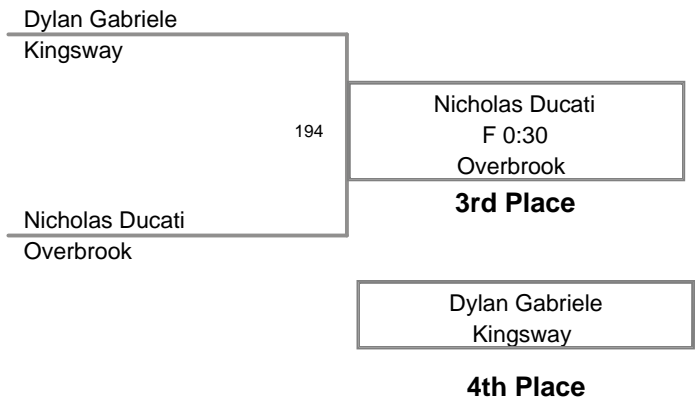 Dylan Gabriele
Kingsway
194
Nicholas Ducati
Overbrook
Nicholas Ducati
F 0:30
Overbrook
3rd Place
Dylan Gabriele
Kingsway
4th Place